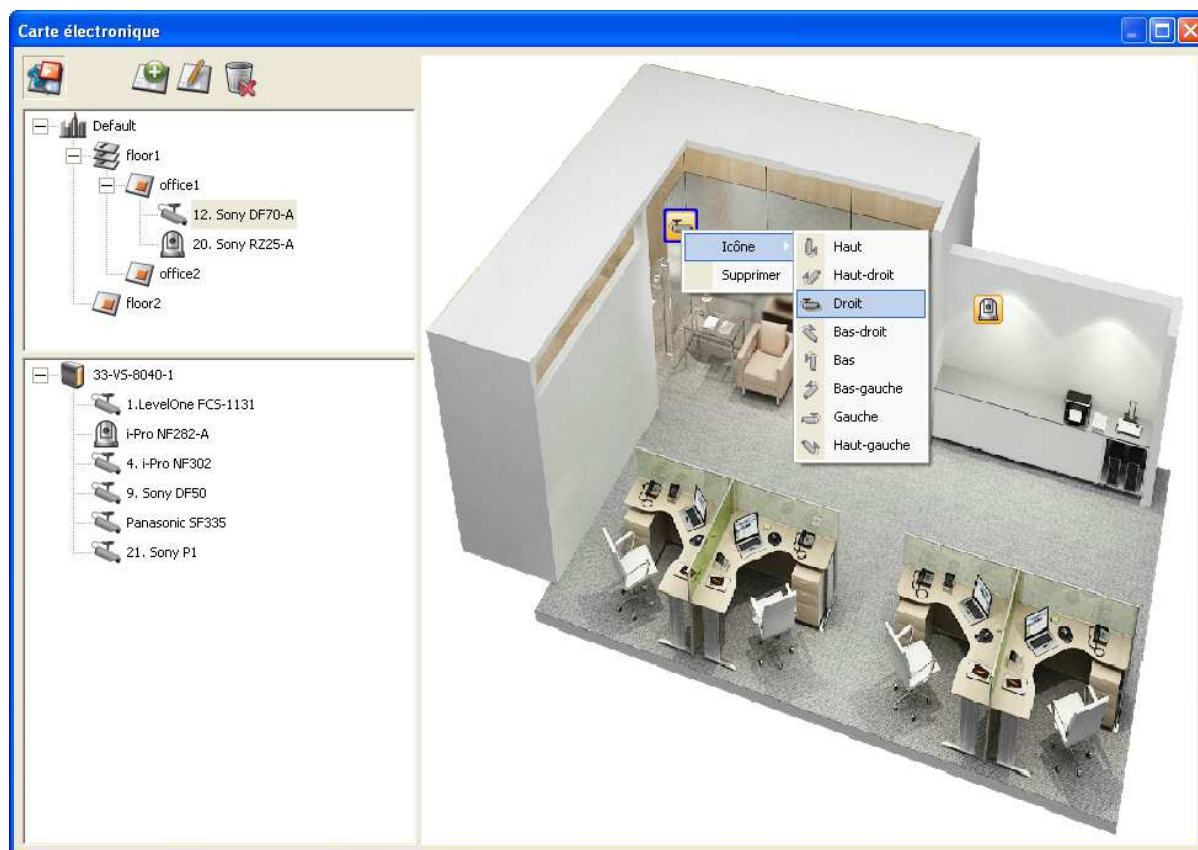 Carte électronique
Default
floor1
office1
12. Sony DF70-A
20. Sony RZ25-A
office2
floor2
33-VS-8040-1
1.LevelOne FCS-1131
i-Pro NF282-A
4. i-Pro NF302
9. Sony DF50
Panasonic SF335
21. Sony P1
Icône
Supprimer
Haut
Haut-droit
Droit
Bas-droit
Bas
Bas-gauche
Gauche
Haut-gauche